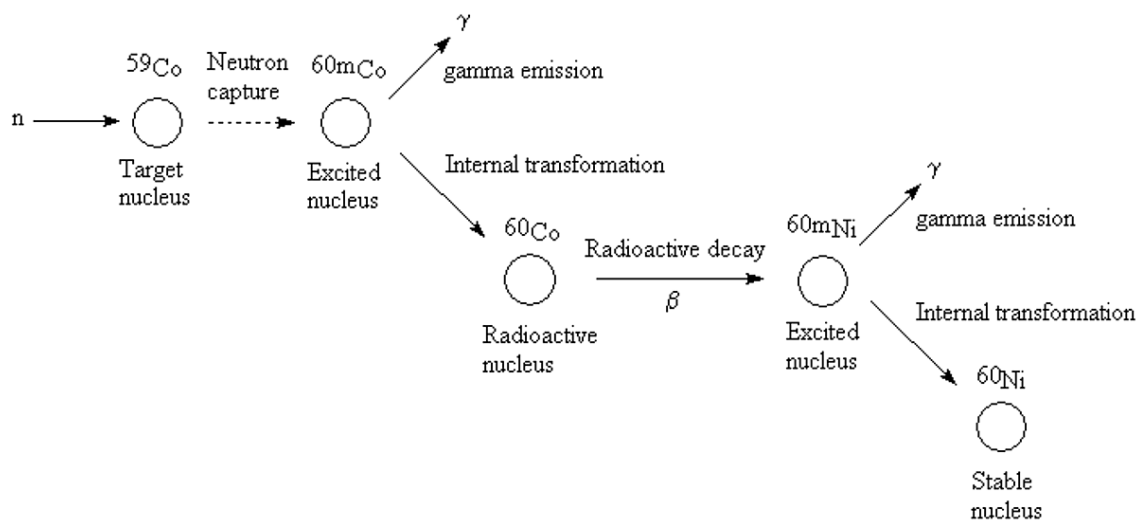 γ
59Co
Neutron
capture
60mCo
gamma emission
n
Target
nucleus
Excited
nucleus
Internal transformation
γ
60Co
Radioactive decay
60mNi
gamma emission
β
Radioactive
nucleus
Excited
nucleus
Internal transformation
60Ni
Stable
nucleus